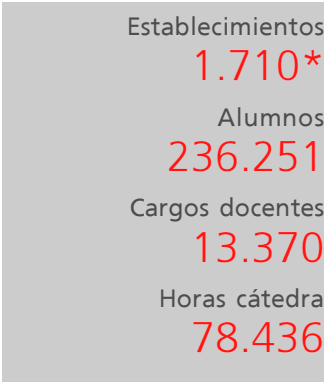 Establecimientos
1.710*
Alumnos
236.251
Cargos docentes
13.370
Horas cátedra
78.436